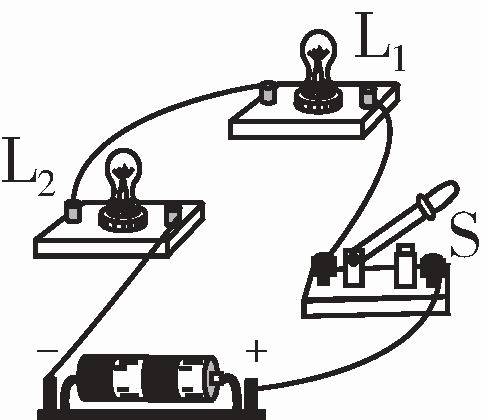 L₁
L₂
S
− +